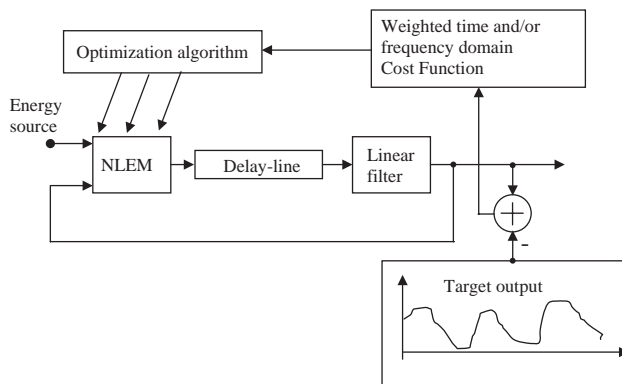 Weighted time and/or
frequency domain
Cost Function
Optimization algorithm
Energy
source
NLEM
Delay-line
Linear
filter
-
Target output